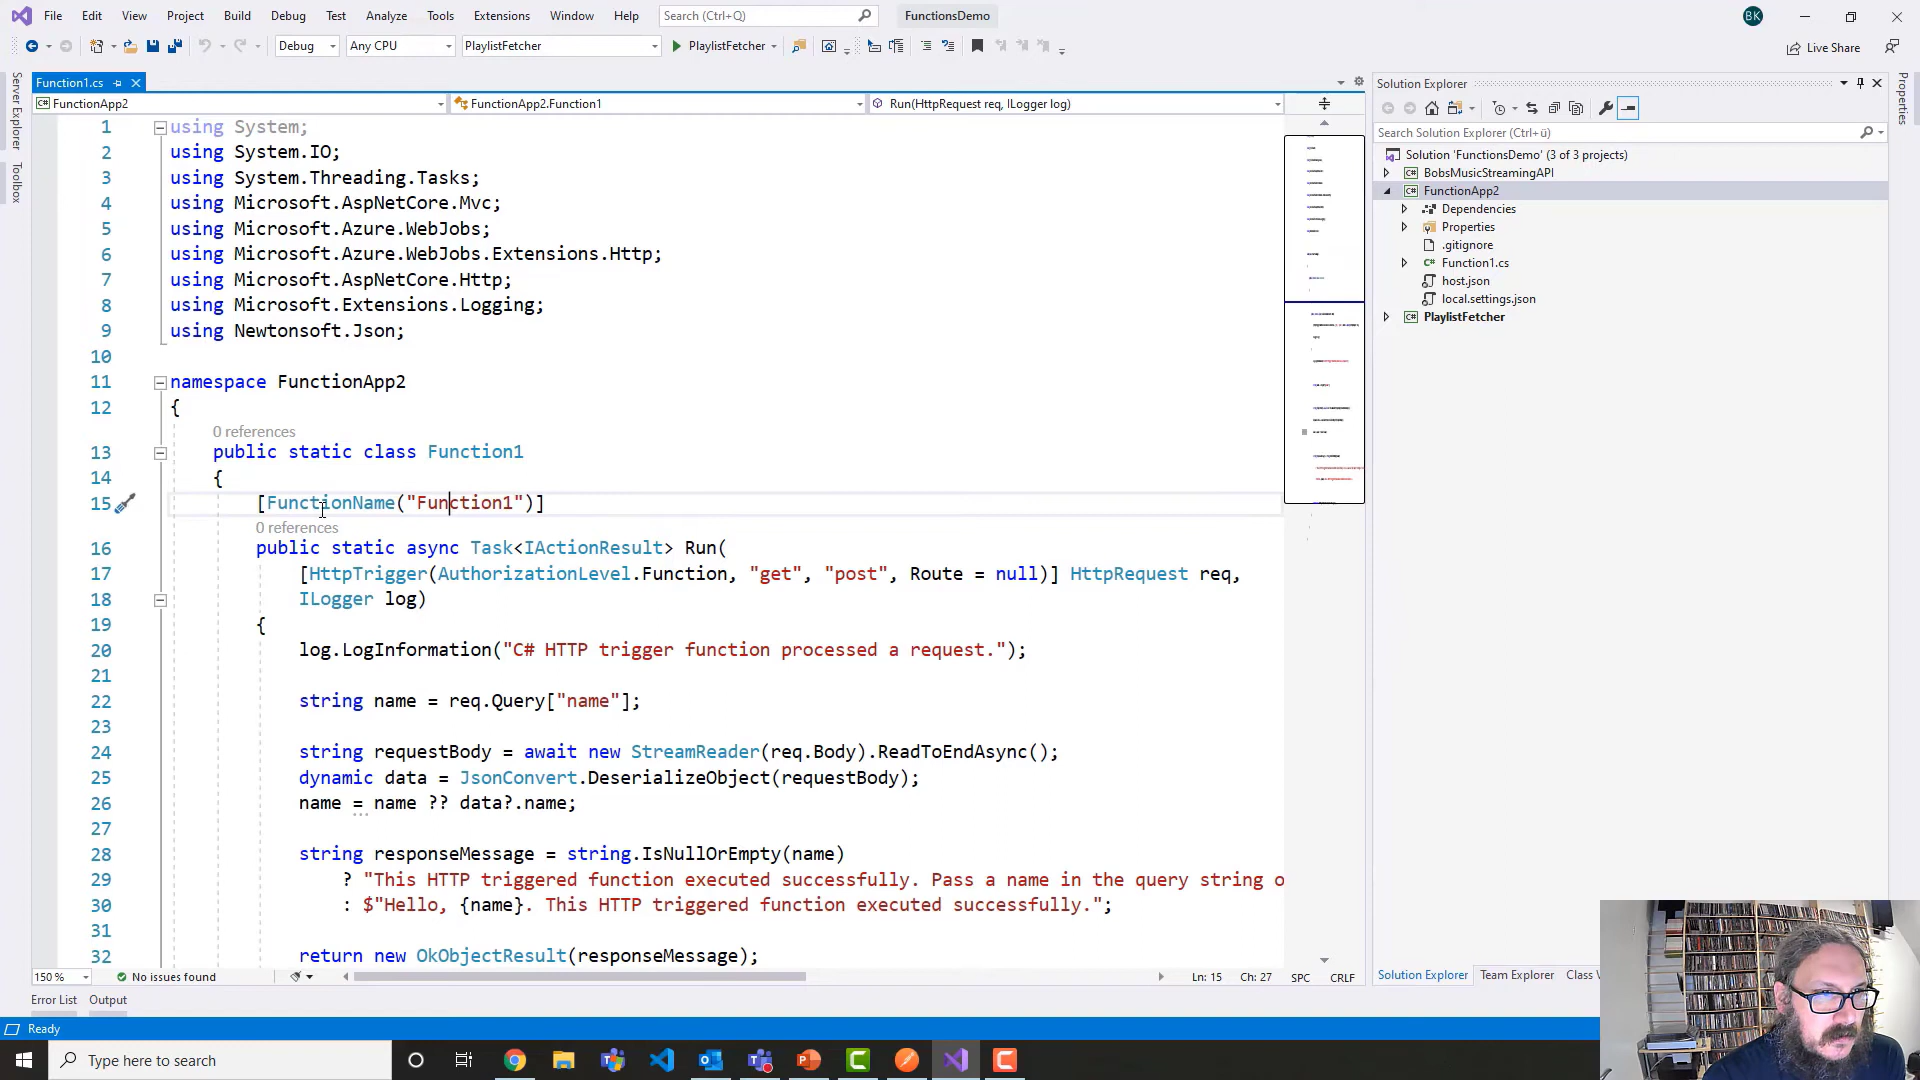 File Edit View Project Build Debug Test Analyze Tools Extensions Window Help Search (Ctrl+Q) FunctionsDemo BK
Debug Any CPU PlaylistFetcher PlaylistFetcher Live Share
Server Explorer
Toolbox
Function1.cs
FunctionApp2 FunctionApp2.Function1 Run(HttpRequest req, ILogger log)
1 using System;
2 using System.IO;
3 using System.Threading.Tasks;
4 using Microsoft.AspNetCore.Mvc;
5 using Microsoft.Azure.WebJobs;
6 using Microsoft.Azure.WebJobs.Extensions.Http;
7 using Microsoft.AspNetCore.Http;
8 using Microsoft.Extensions.Logging;
9 using Newtonsoft.Json;
10
11 namespace FunctionApp2
12 {
0 references
13 public static class Function1
14 {
15 [FunctionName("Function1")]
0 references
16 public static async Task<IActionResult> Run(
17 [HttpTrigger(AuthorizationLevel.Function, "get", "post", Route = null)] HttpRequest req,
18 ILogger log)
19 {
20 log.LogInformation("C# HTTP trigger function processed a request.");
21
22 string name = req.Query["name"];
23
24 string requestBody = await new StreamReader(req.Body).ReadToEndAsync();
25 dynamic data = JsonConvert.DeserializeObject(requestBody);
26 name = name ?? data?.name;
27
28 string responseMessage = string.IsNullOrEmpty(name)
29 ? "This HTTP triggered function executed successfully. Pass a name in the query string o
30 : $"Hello, {name}. This HTTP triggered function executed successfully.";
31
32 return new OkObjectResult(responseMessage);
150 % No issues found Ln: 15 Ch: 27 SPC CRLF
Error List Output
Ready
Solution Explorer
Search Solution Explorer (Ctrl+ü)
Solution 'FunctionsDemo' (3 of 3 projects)
BobsMusicStreamingAPI
FunctionApp2
Dependencies
Properties
.gitignore
Function1.cs
host.json
local.settings.json
PlaylistFetcher
Solution Explorer Team Explorer Class V
Properties
Type here to search